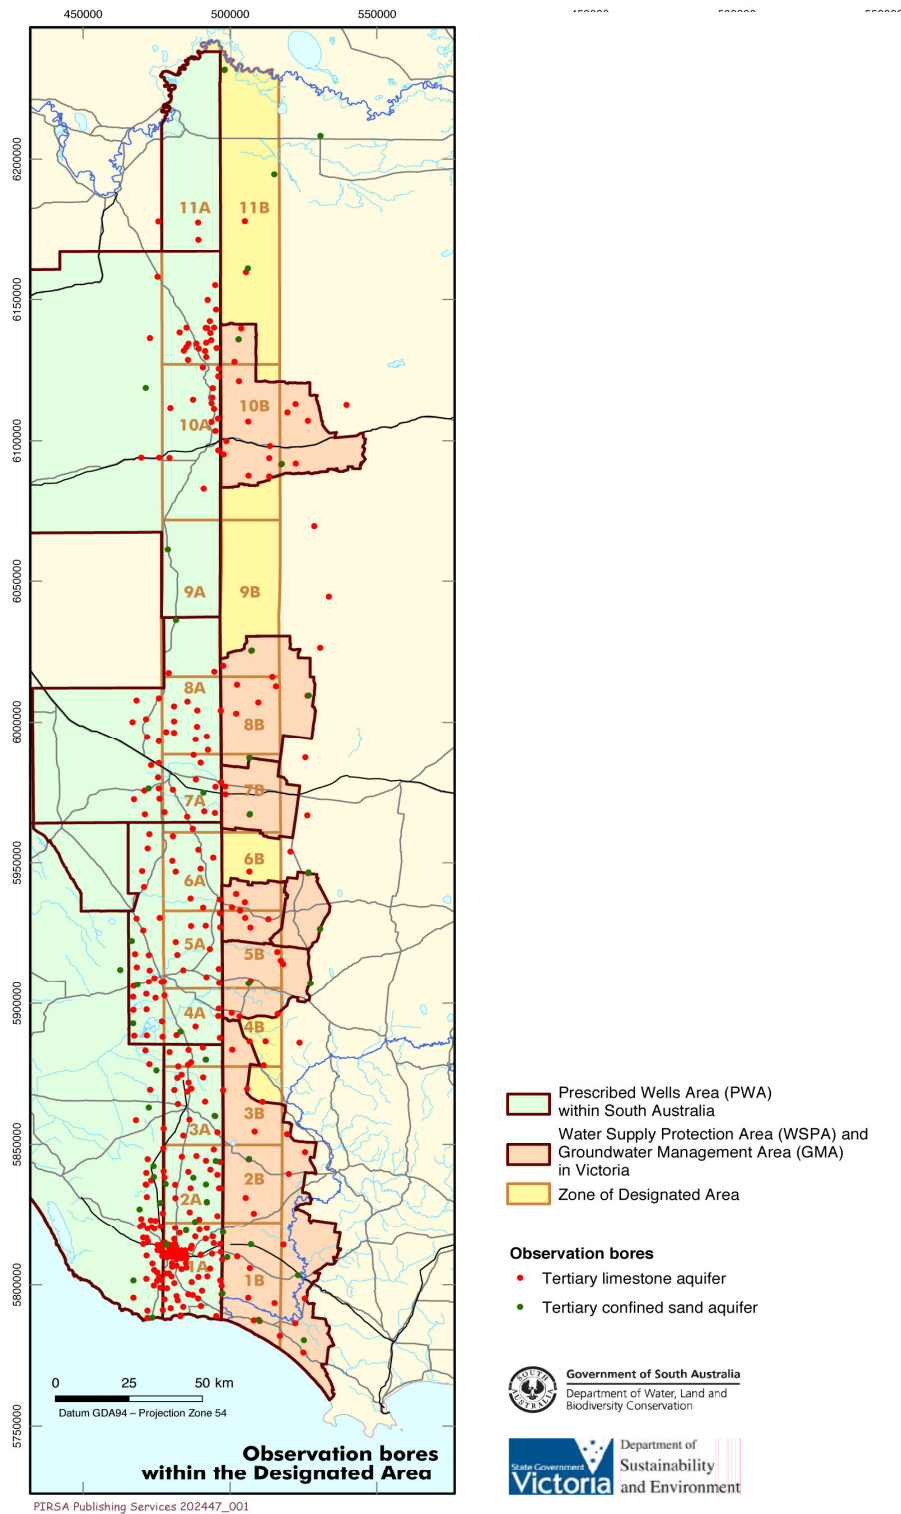 450000
500000
550000
6200000
11A
11B
6150000
10B
10A
6100000
6050000
9A
9B
8A
8B
6000000
7B
7A
6B
5950000
6A
5A
5B
5900000
4A
4B
3B
3A
5850000
2B
2A
1A
1B
5800000
5750000
0 25 50 km
Datum GDA94 – Projection Zone 54
Observation bores
within the Designated Area
PIRSA Publishing Services 202447_001
Prescribed Wells Area (PWA)
within South Australia
Water Supply Protection Area (WSPA) and
Groundwater Management Area (GMA)
in Victoria
Zone of Designated Area
Observation bores
Tertiary limestone aquifer
Tertiary confined sand aquifer
SOUTH
AUSTRALIA
Government of South Australia
Department of Water, Land and
Biodiversity Conservation
State Government
Victoria
Department of
Sustainability
and Environment